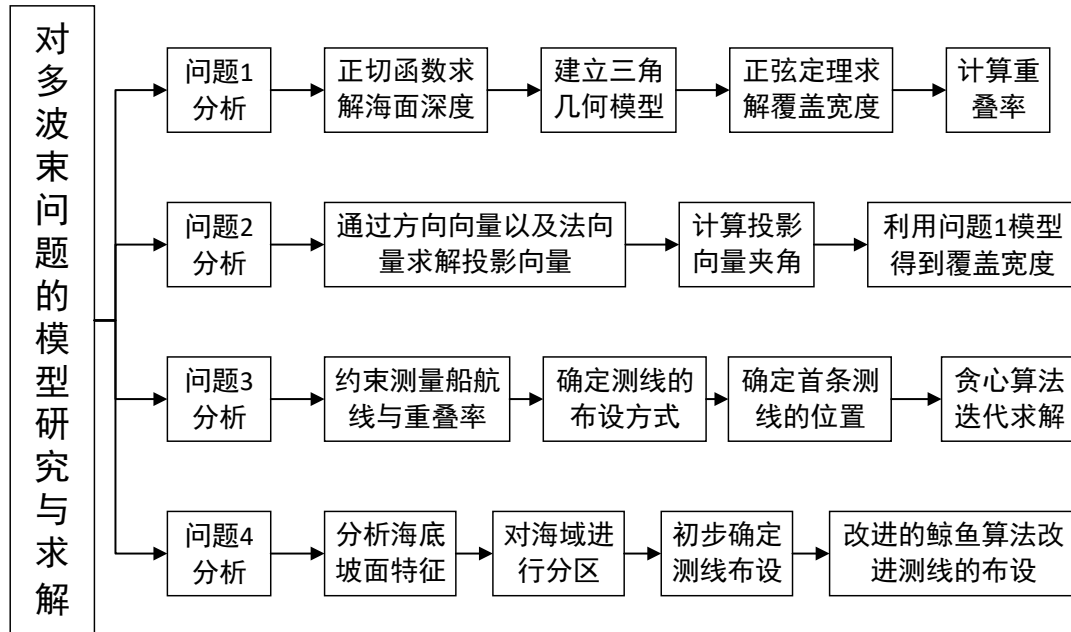 对多波束问题的模型研究与求解
问题1
分析
正切函数求
解海面深度
建立三角
几何模型
正弦定理求
解覆盖宽度
计算重
叠率
问题2
分析
通过方向向量以及法向
量求解投影向量
计算投影
向量夹角
利用问题1模型
得到覆盖宽度
问题3
分析
约束测量船航
线与重叠率
确定测线的
布设方式
确定首条测
线的位置
贪心算法
迭代求解
问题4
分析
分析海底
坡面特征
对海域进
行分区
初步确定
测线布设
改进的鲸鱼算法改
进测线的布设